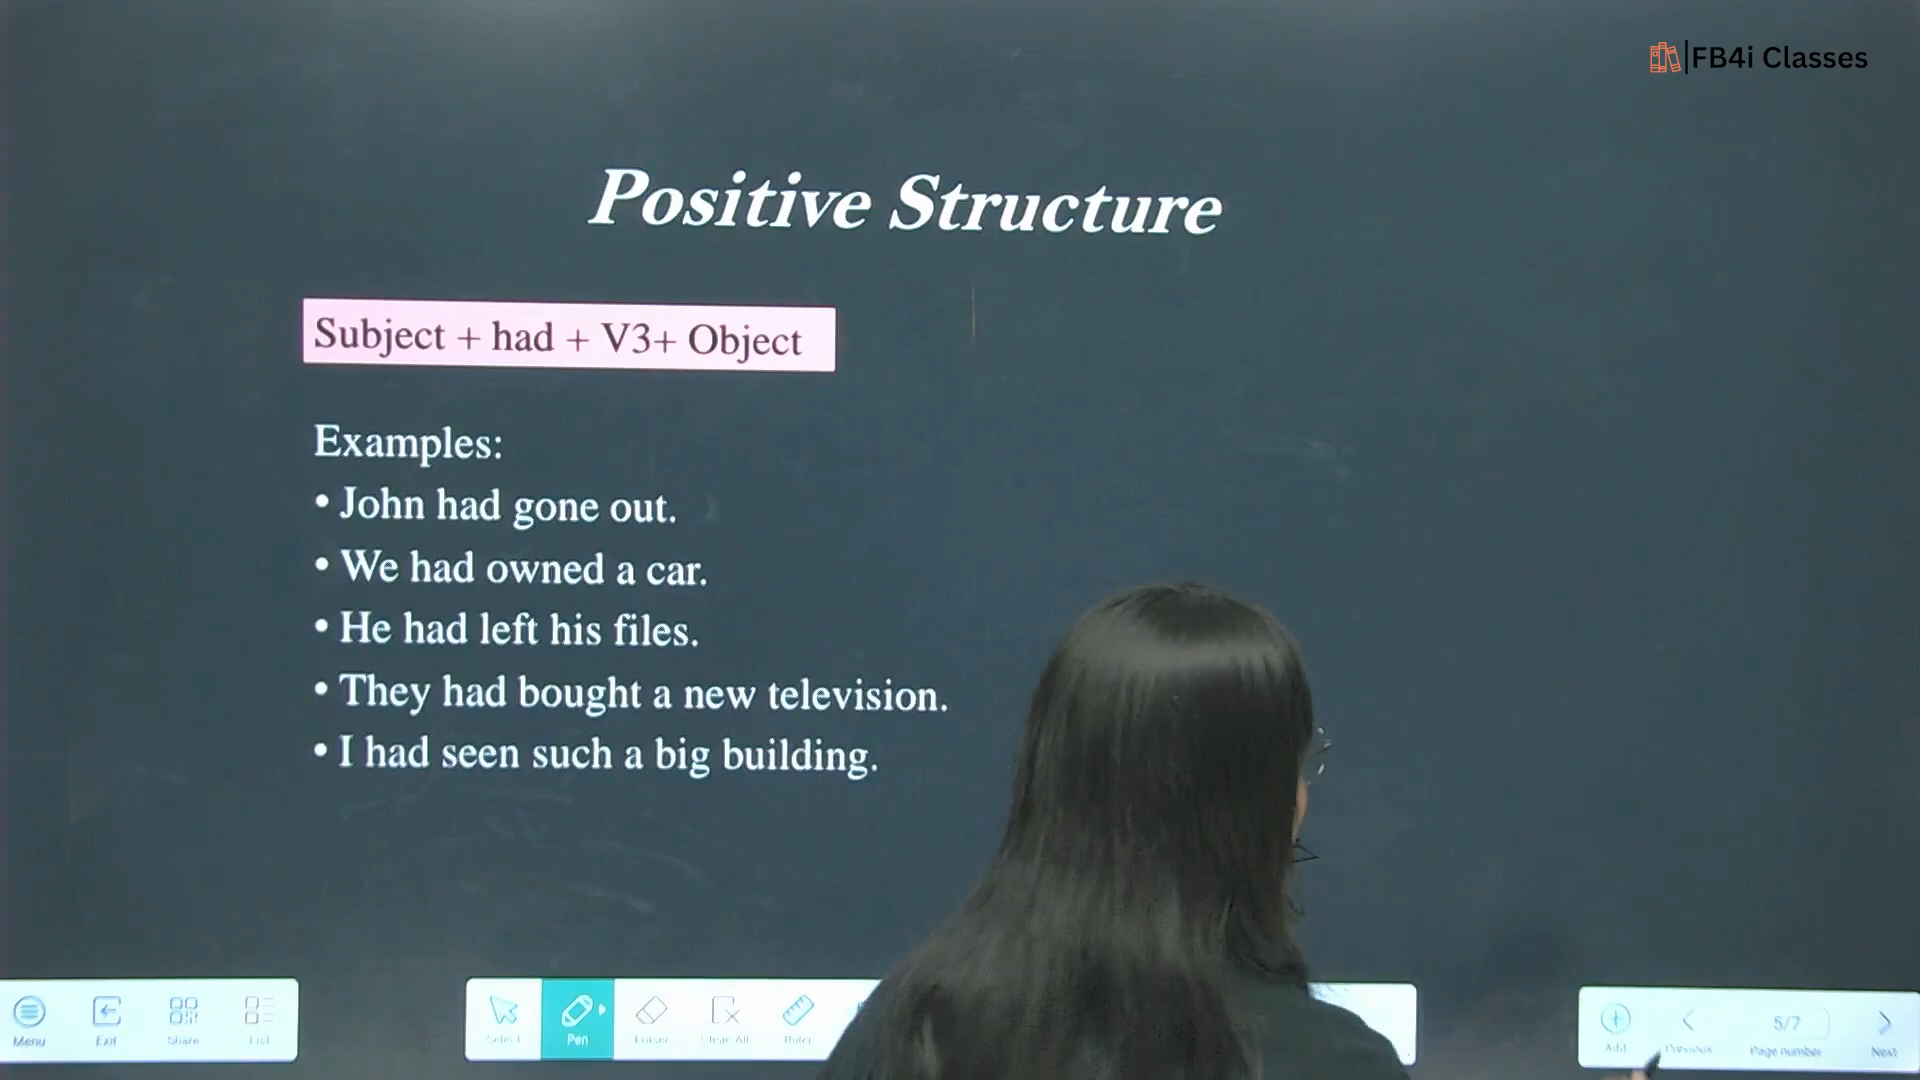 FB4i Classes
Positive Structure
Subject + had + V3+ Object
Examples:
• John had gone out.
• We had owned a car.
• He had left his files.
• They had bought a new television.
• I had seen such a big building.
Menu Exit Share List Select Pen Eraser Clear All Ruler Add Previous 5/7 Page number Next